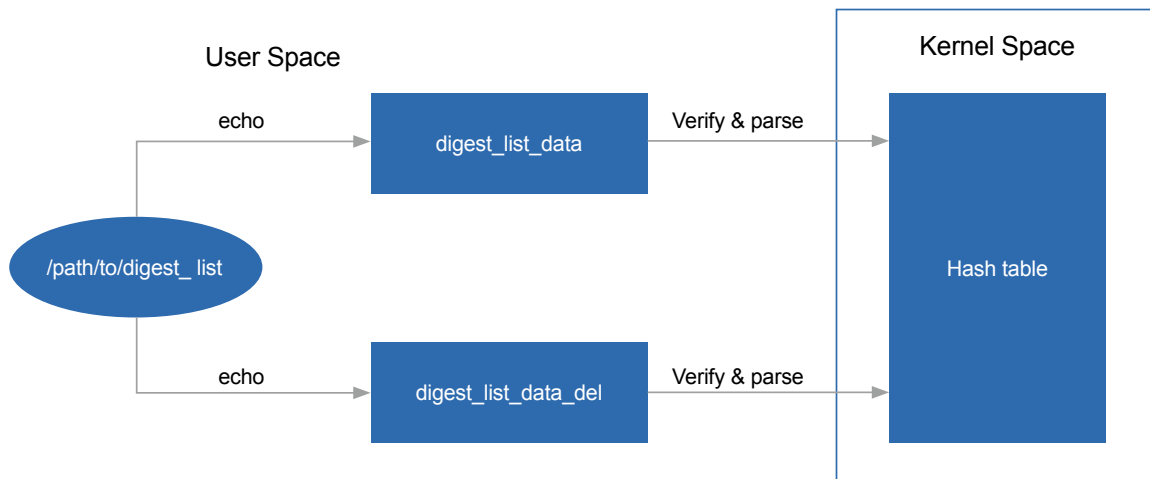 User Space
Kernel Space
echo
digest_list_data
Verify & parse
/path/to/digest_ list
Hash table
echo
digest_list_data_del
Verify & parse